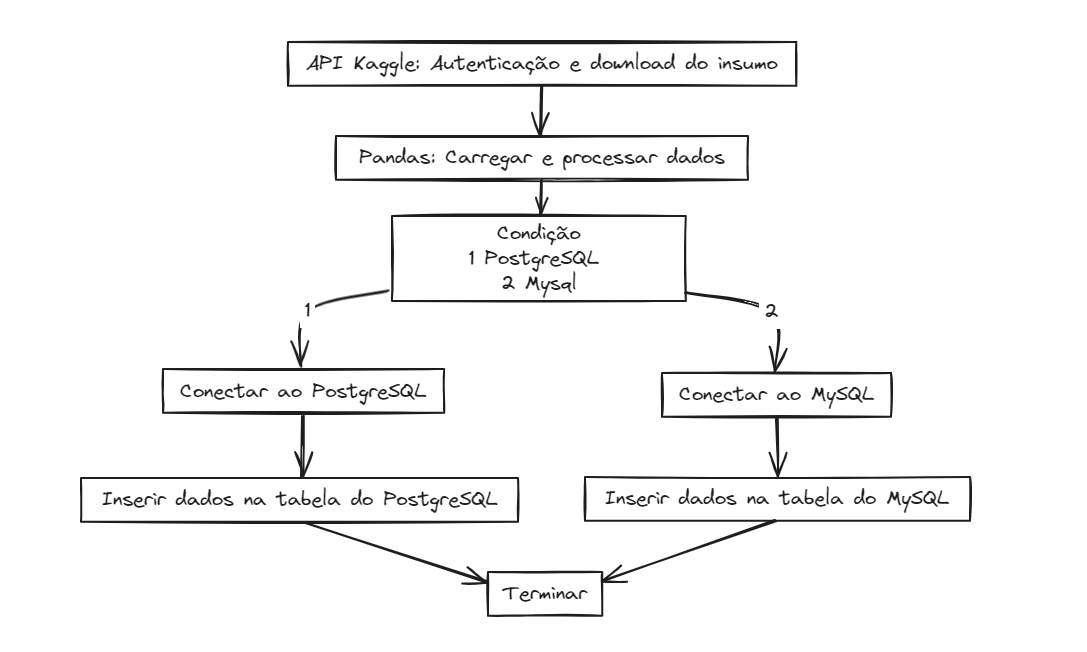 API Kaggle: Autenticação e download do insumo
Pandas: Carregar e processar dados
Condição
1 PostgreSQL
2 Mysql
1
2
Conectar ao PostgreSQL
Conectar ao MySQL
Inserir dados na tabela do PostgreSQL
Inserir dados na tabela do MySQL
Terminar